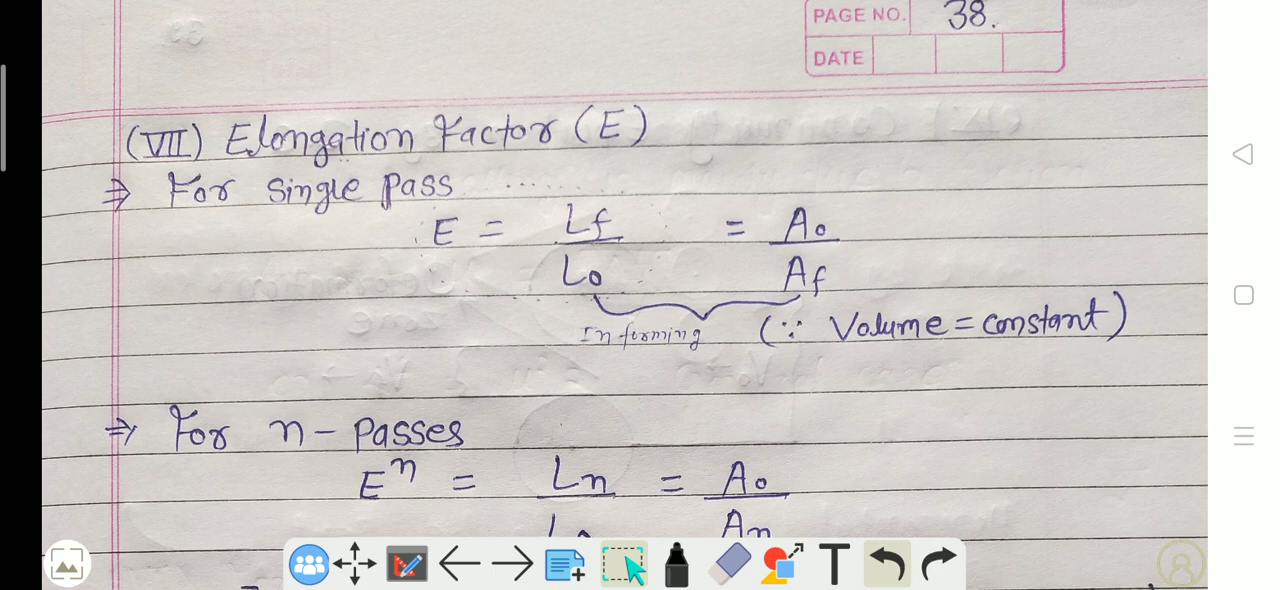 PAGE NO. 38.
DATE
(VII) Elongation Factor (E)
⇒ For single pass
E = Lf / Lo = Ao / Af
In forming (∵ Volume = constant)
⇒ For n - Passes
E^n = Ln / Lo = Ao / An
T